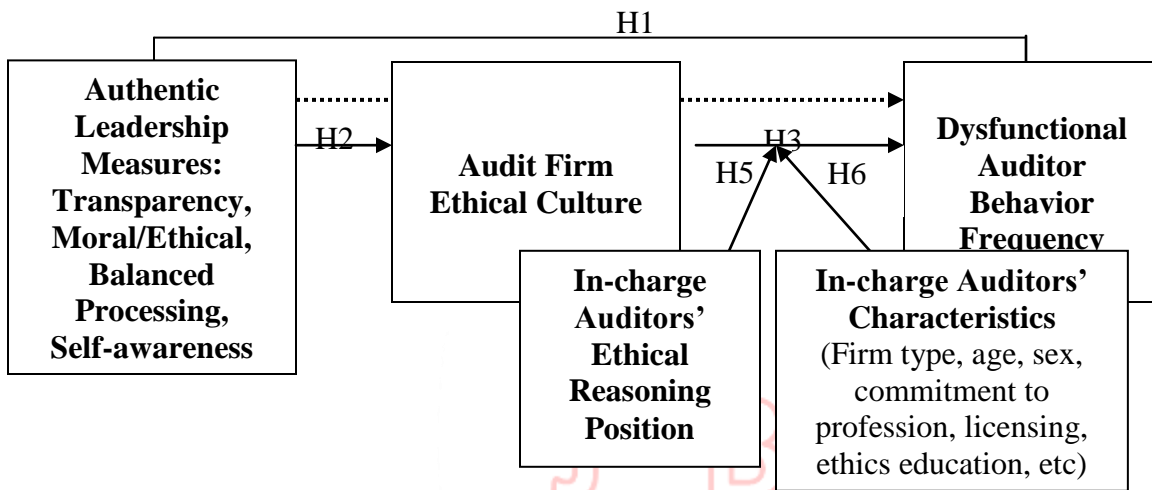 H1
Authentic
Leadership
Measures:
Transparency,
Moral/Ethical,
Balanced
Processing,
Self-awareness
H2
Audit Firm
Ethical Culture
H3
H5
H6
Dysfunctional
Auditor
Behavior
Frequency
In-charge
Auditors’
Ethical
Reasoning
Position
In-charge Auditors’
Characteristics
(Firm type, age, sex,
commitment to
profession, licensing,
ethics education, etc)